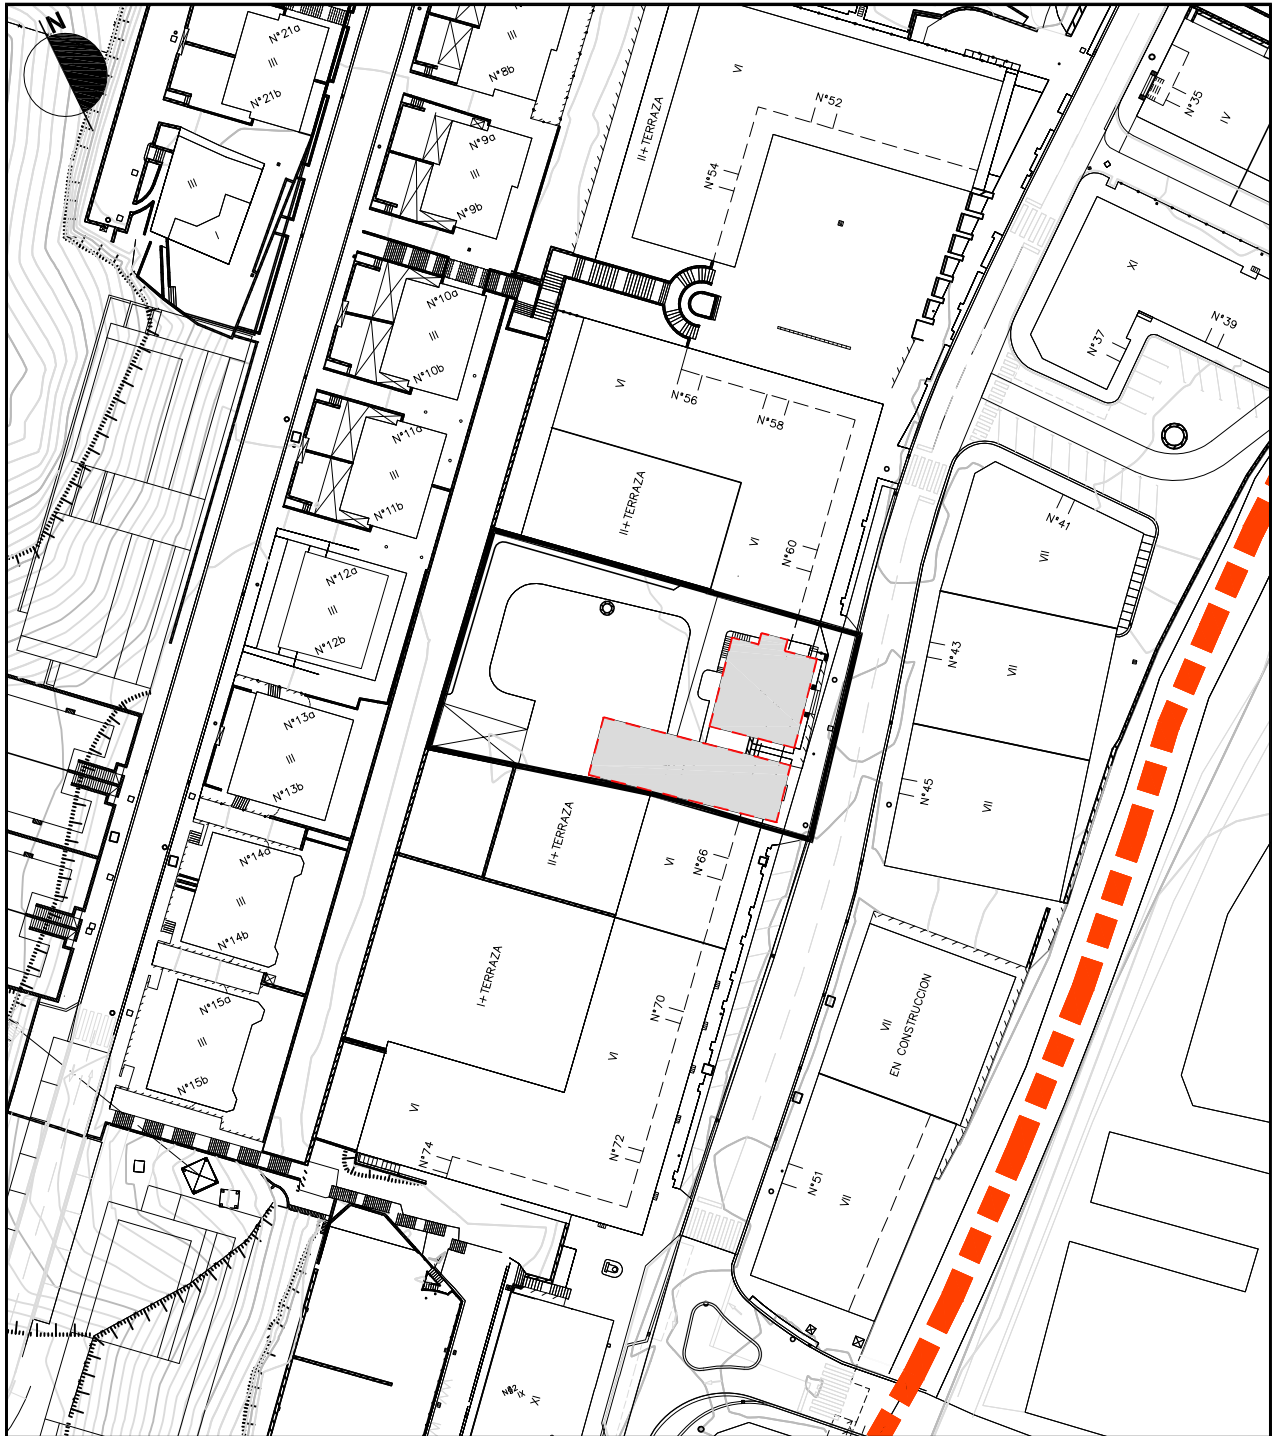 N
N°21a
III
N°21b
III
N°8b
VI
II+TERRAZA
N°52
N°54
N°35
IV
III
I
N°9a
III
N°9b
XI
N°37
N°39
N°10a
III
N°10b
VI
N°56
N°58
N°11a
III
N°11b
II+TERRAZA
VI
N°60
N°41
VII
N°12a
III
N°12b
N°43
VII
N°13a
III
N°13b
N°45
VII
II+TERRAZA
VI
N°66
N°14a
III
N°14b
I+TERRAZA
N°70
VI
VII
EN CONSTRUCCION
N°15a
III
N°15b
VI
N°74
N°72
N°51
VII
IX
XI